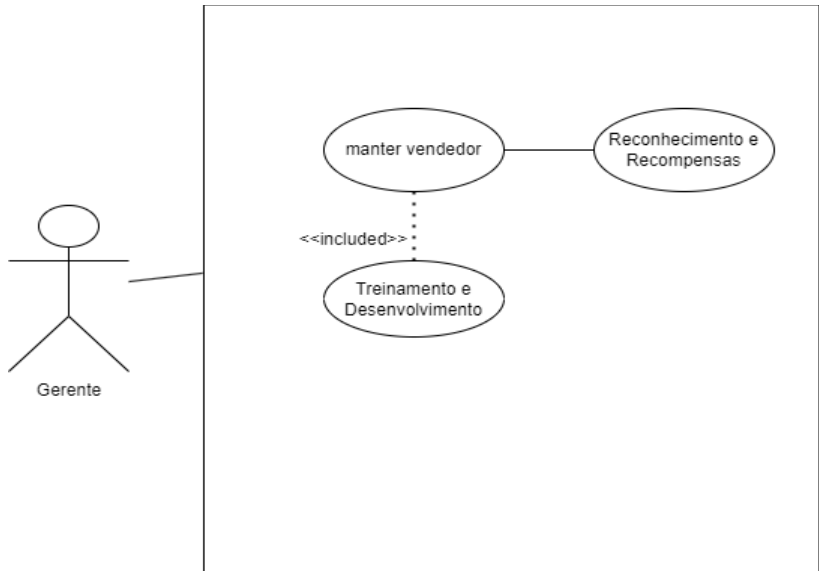 manter vendedor
Reconhecimento e
Recompensas
<<included>>
Treinamento e
Desenvolvimento
Gerente